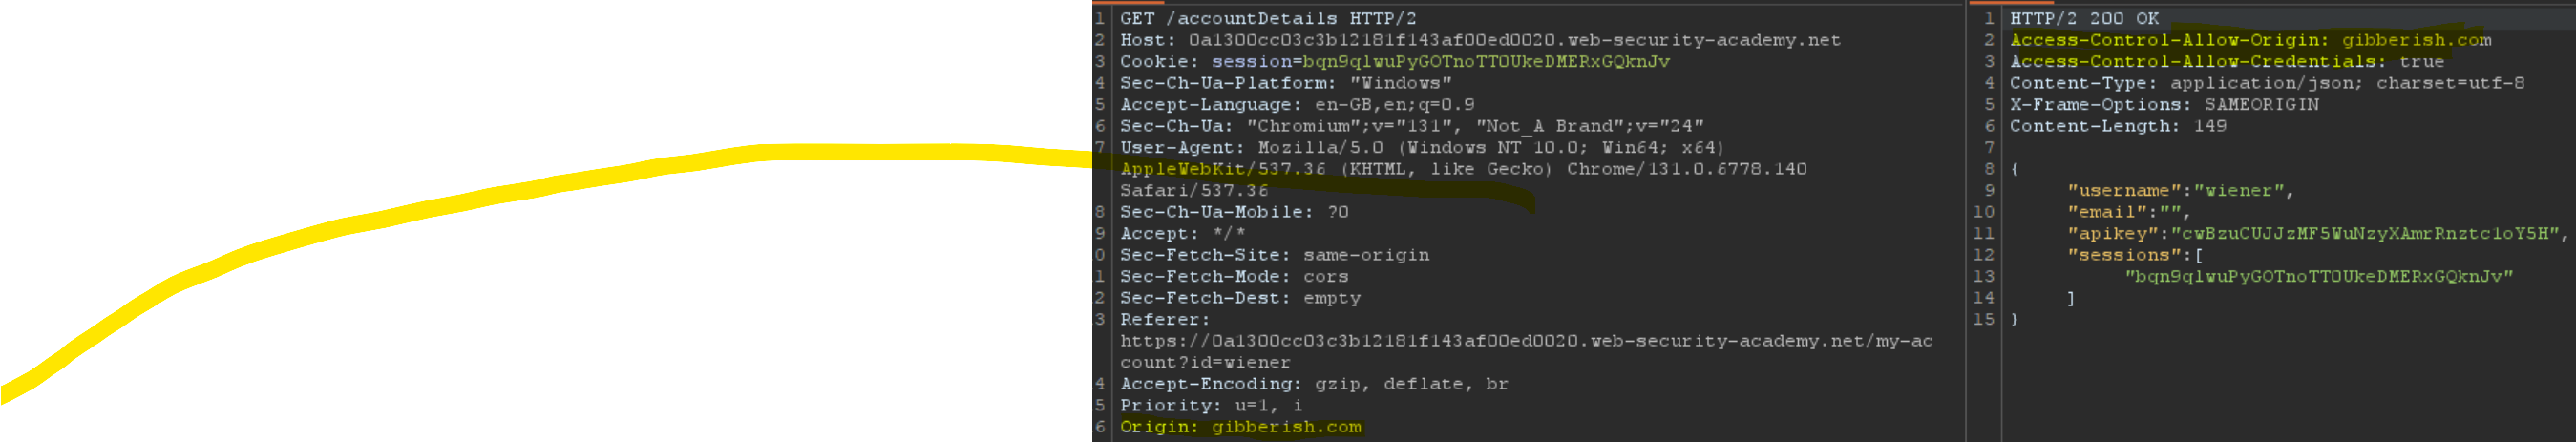 1 GET /accountDetails HTTP/2
2 Host: 0a1300cc03c3b12181f143af00ed0020.web-security-academy.net
3 Cookie: session=bqn9qlwuPyGOTnoTTOUkeDMERxGQknJv
4 Sec-Ch-Ua-Platform: "Windows"
5 Accept-Language: en-GB,en;q=0.9
6 Sec-Ch-Ua: "Chromium";v="131", "Not_A Brand";v="24"
7 User-Agent: Mozilla/5.0 (Windows NT 10.0; Win64; x64)
AppleWebKit/537.36 (KHTML, like Gecko) Chrome/131.0.6778.140
Safari/537.36
8 Sec-Ch-Ua-Mobile: ?0
9 Accept: */*
0 Sec-Fetch-Site: same-origin
1 Sec-Fetch-Mode: cors
2 Sec-Fetch-Dest: empty
3 Referer:
https://0a1300cc03c3b12181f143af00ed0020.web-security-academy.net/my-ac
count?id=wiener
4 Accept-Encoding: gzip, deflate, br
5 Priority: u=1, i
6 Origin: gibberish.com
1 HTTP/2 200 OK
2 Access-Control-Allow-Origin: gibberish.com
3 Access-Control-Allow-Credentials: true
4 Content-Type: application/json; charset=utf-8
5 X-Frame-Options: SAMEORIGIN
6 Content-Length: 149
7
8 {
9 "username":"wiener",
10 "email":"",
11 "apikey":"cwBzuCUJJzMF5WuNzyXAmrRnztc1oY5H",
12 "sessions":[
13 "bqn9qlwuPyGOTnoTTOUkeDMERxGQknJv"
14 ]
15 }